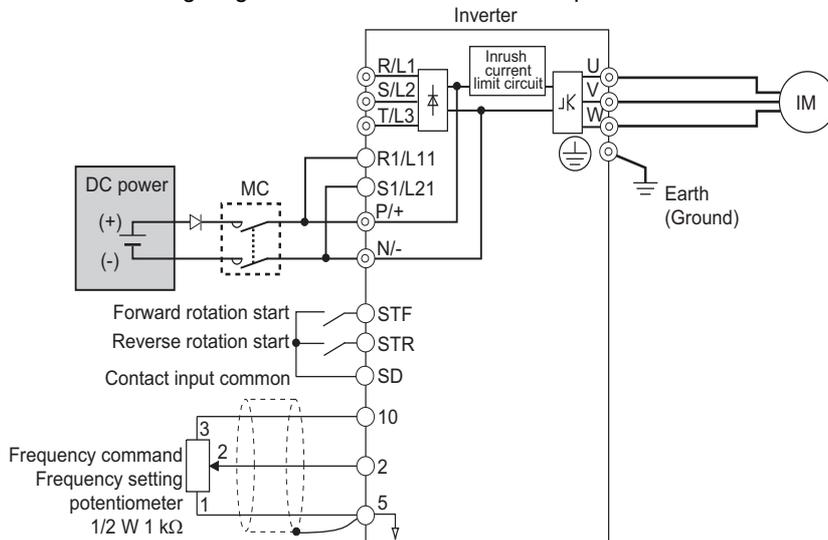 Inverter
R/L1
S/L2
T/L3
Inrush
current
limit circuit
U
V
W
IM
R1/L11
S1/L21
P/+
N/-
DC power
(+)
(-)
MC
Earth
(Ground)
Forward rotation start
STF
Reverse rotation start
STR
Contact input common
SD
3
10
2
2
Frequency command
Frequency setting
potentiometer
1/2 W 1 kΩ
1
5